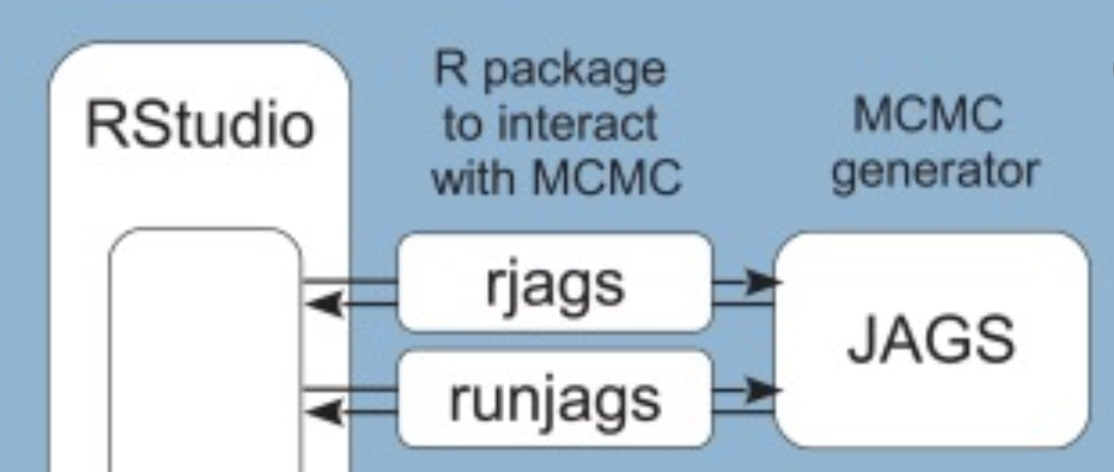 RStudio
R package
to interact
with MCMC
MCMC
generator
rjags
JAGS
runjags